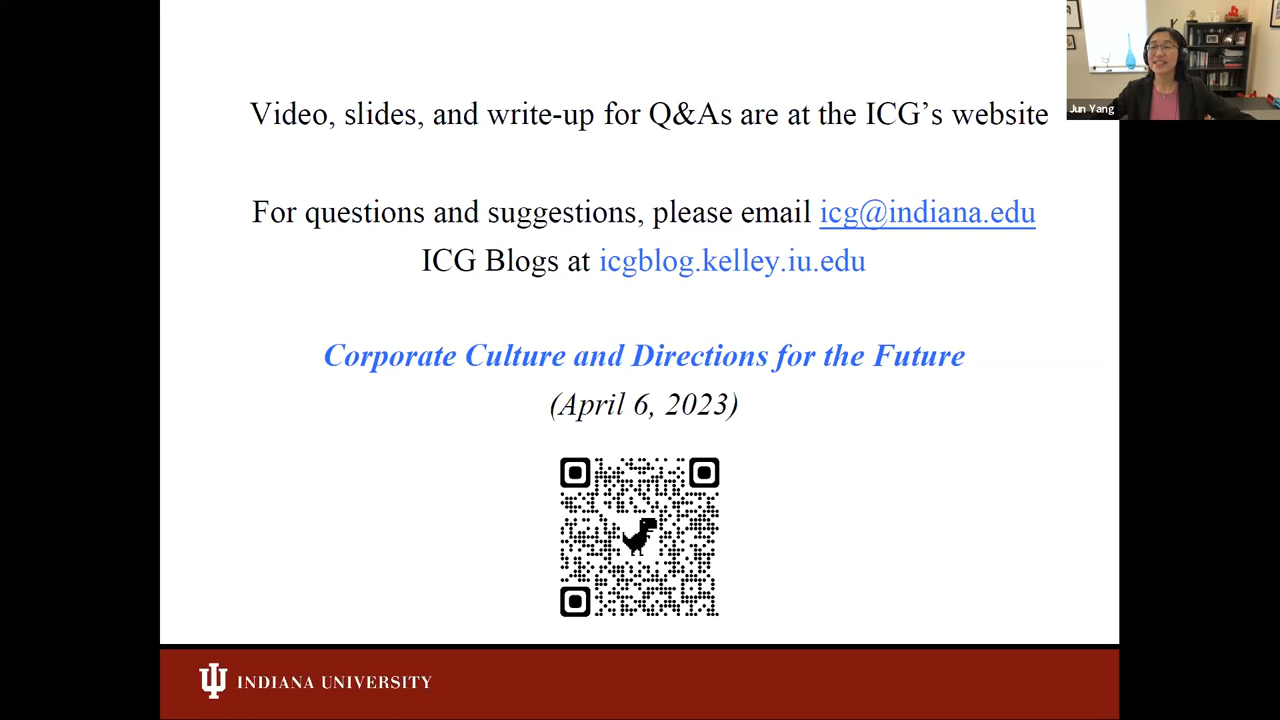 Video, slides, and write-up for Q&As are at the ICG’s website
Jun Yang
For questions and suggestions, please email icg@indiana.edu
ICG Blogs at icgblog.kelley.iu.edu
Corporate Culture and Directions for the Future
(April 6, 2023)
INDIANA UNIVERSITY